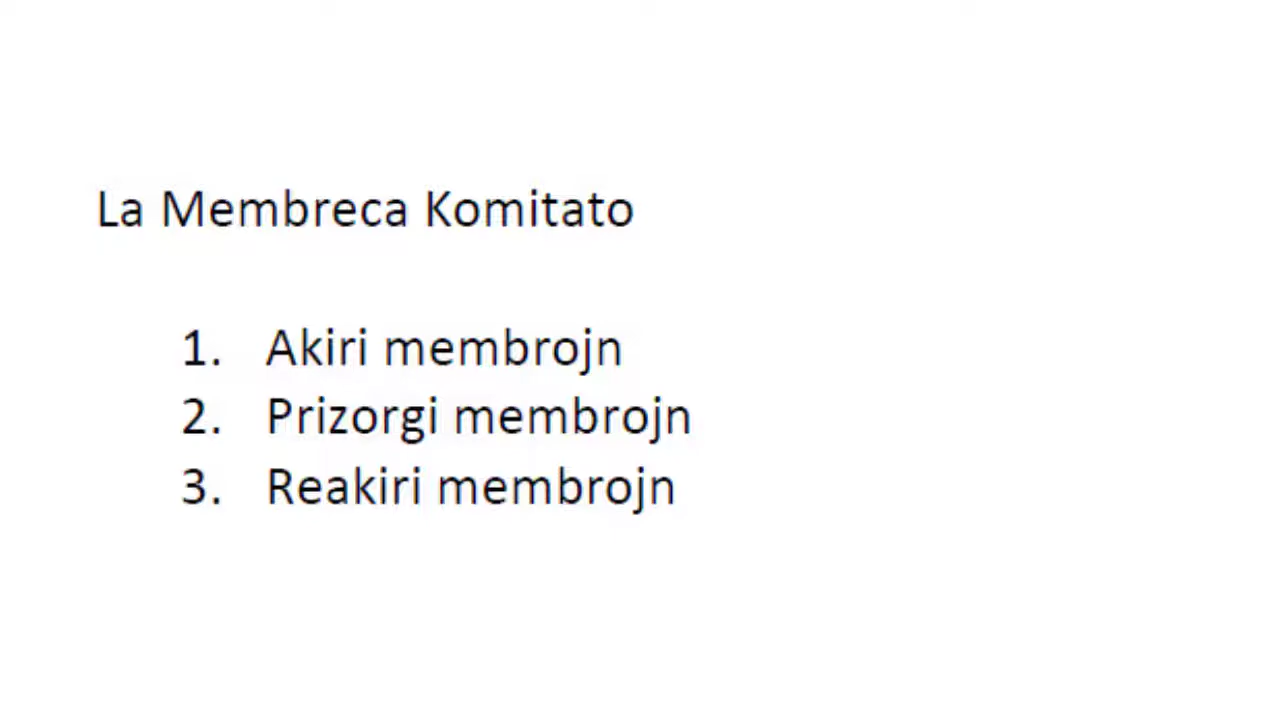 La Membreca Komitato
1. Akiri membrojn
2. Prizorgi membrojn
3. Reakiri membrojn